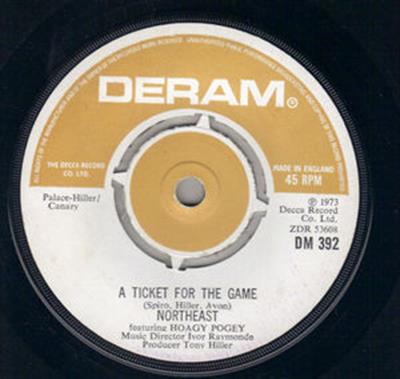 DERAM®
THE DECCA RECORD
CO. LTD.
MADE IN ENGLAND
45 RPM
Palace-Hiller/
Canary
℗ 1973
Decca Record
Co. Ltd.
ZDR 53608
DM 392
A TICKET FOR THE GAME
(Spiro, Hiller, Avon)
NORTHEAST
featuring HOAGY POGEY
Music Director Ivor Raymonde
Producer Tony Hiller